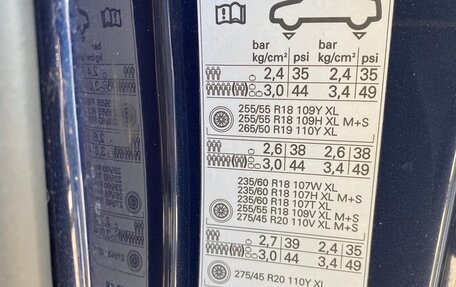 bar psi bar psi
kg/cm² kg/cm²
2,4 35 2,4 35
3,0 44 3,4 49
255/55 R18 109Y XL
255/55 R18 109H XL M+S
265/50 R19 110Y XL
2,6 38 2,6 38
3,0 44 3,4 49
235/60 R18 107W XL
235/60 R18 107H XL M+S
235/60 R18 107T XL
255/55 R18 109V XL M+S
275/45 R20 110V XL M+S
2,7 39 2,4 35
3,0 44 3,4 49
275/45 R20 110Y XL